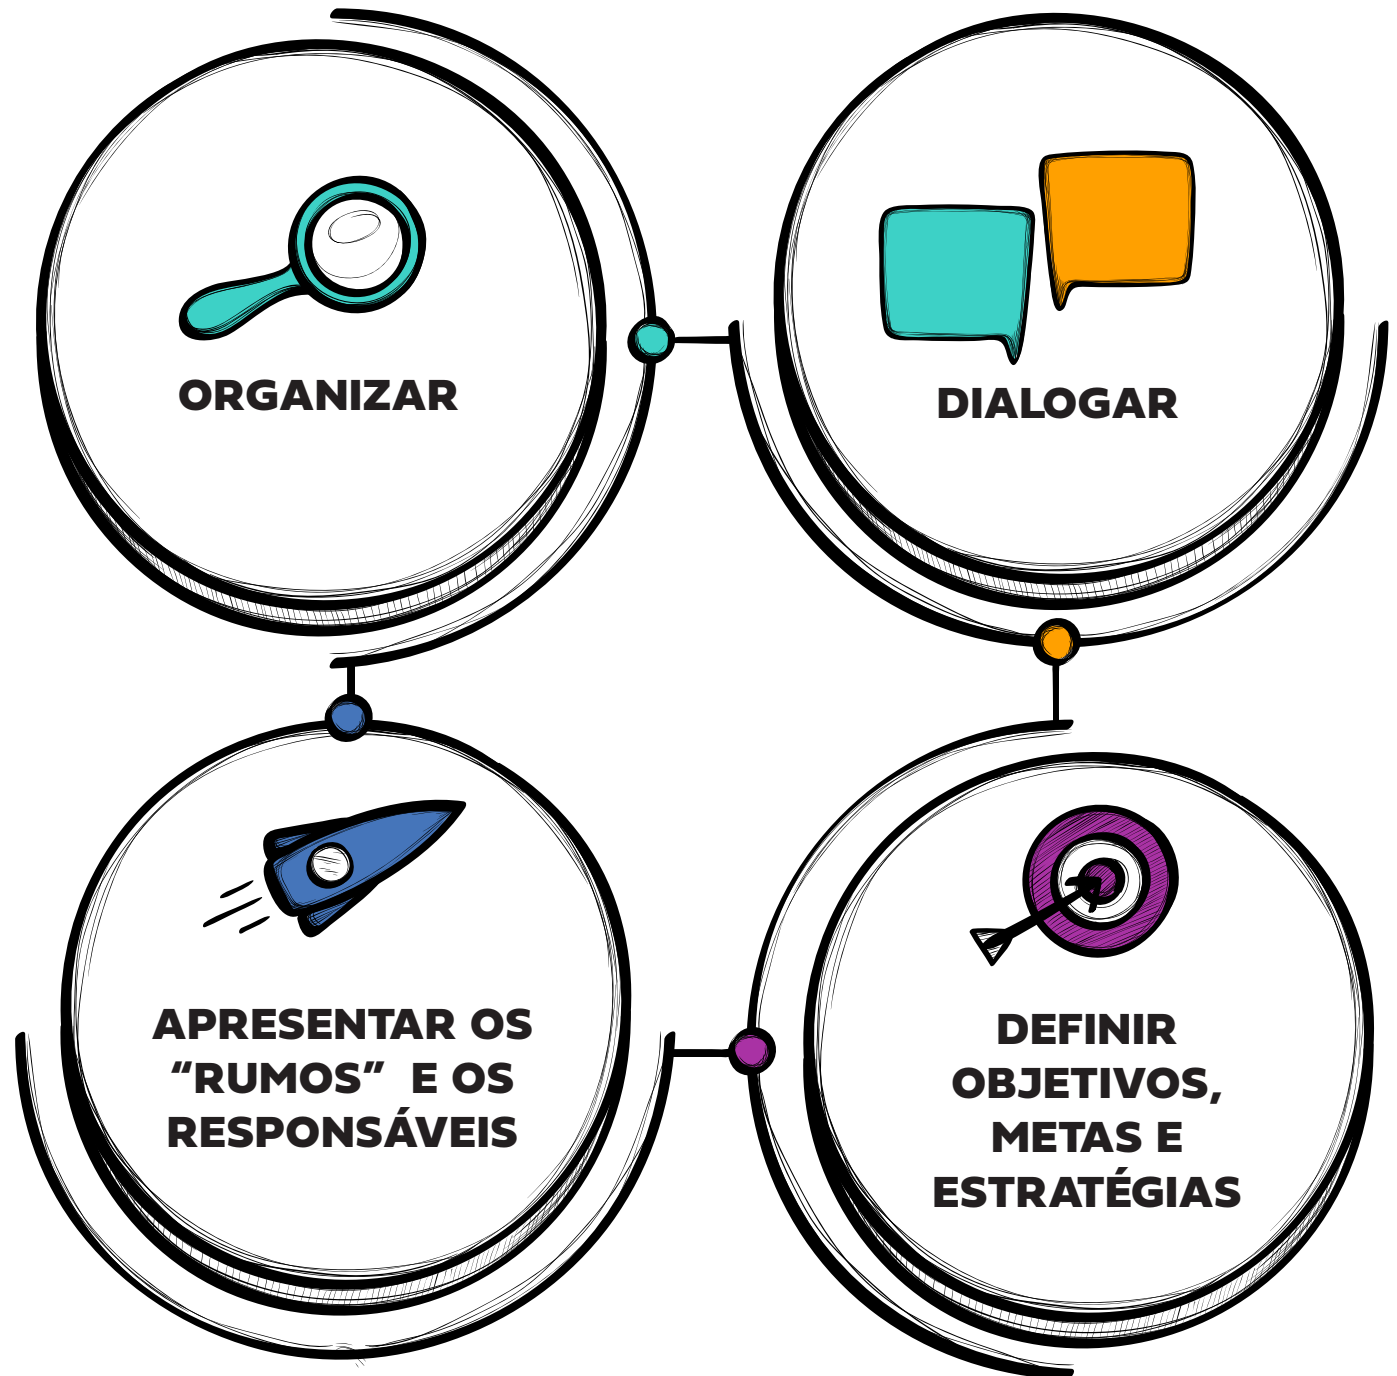 ORGANIZAR
DIALOGAR
APRESENTAR OS
“RUMOS” E OS
RESPONSÁVEIS
DEFINIR
OBJETIVOS,
METAS E
ESTRATÉGIAS